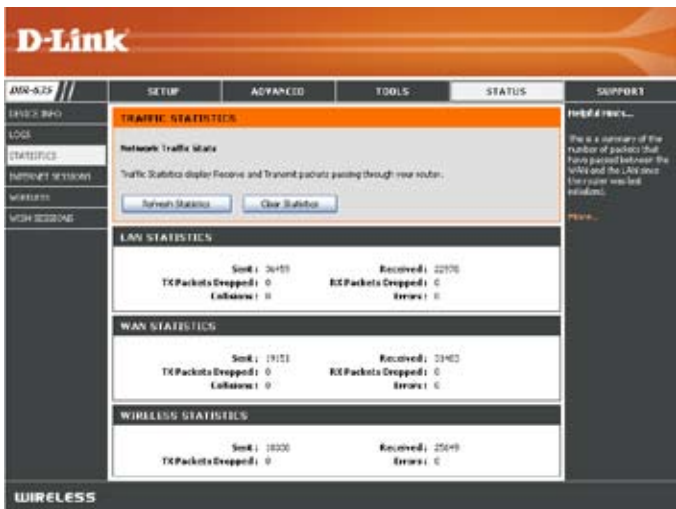 D-Link
DIR-635
SETUP
ADVANCED
TOOLS
STATUS
SUPPORT
DEVICE INFO
LOGS
STATISTICS
INTERNET SESSIONS
WIRELESS
WISH SESSIONS
TRAFFIC STATISTICS
Network Traffic Stats
Traffic Statistics display Receive and Transmit packets passing through your router.
Refresh Statistics
Clear Statistics
LAN STATISTICS
Sent : Received :
TX Packets Dropped : 0 RX Packets Dropped : 0
Collisions : 0 Errors : 0
WAN STATISTICS
Sent : Received :
TX Packets Dropped : 0 RX Packets Dropped : 0
Collisions : 0 Errors : 0
WIRELESS STATISTICS
Sent : Received :
TX Packets Dropped : 0 Errors : 0
Helpful Hints...
This is a summary of the
number of packets that
have passed between the
WAN and the LAN since
the router was last
initialized.
More...
WIRELESS